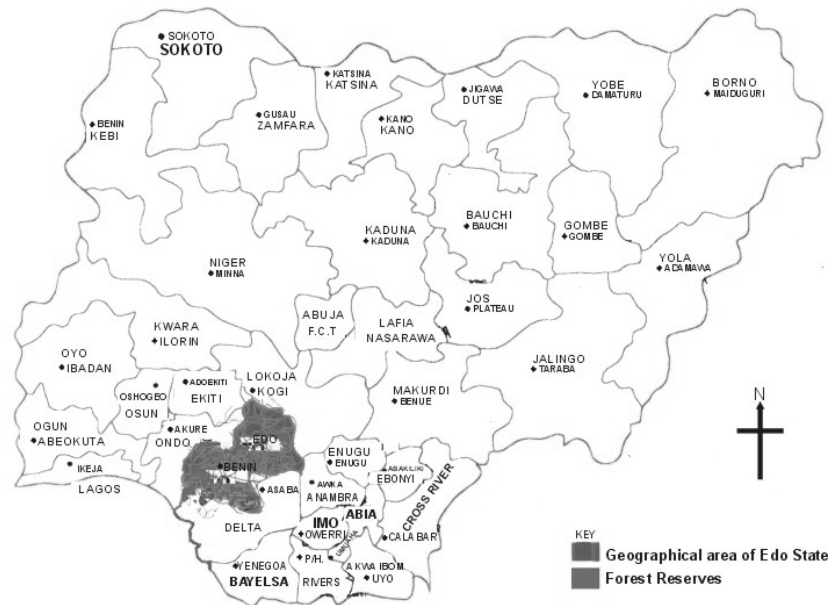 SOKOTO
SOKOTO
KATSINA
KATSINA
JIGAWA
DUTSE
YOBE
DAMATURU
BORNO
MAIDUGURI
BENIN
KEBI
GUSAU
ZAMFARA
KANO
KANO
BAUCHI
BAUCHI
GOMBE
GOMBE
KADUNA
KADUNA
NIGER
MINNA
YOLA
ADAMAWA
ABUJA
F.C.T
LAFIA
NASARAWA
JOS
PLATEAU
KWARA
ILORIN
OYO
IBADAN
JALINGO
TARABA
LOKOJA
KOGI
ADOEKITI
EKITI
OSHOGEO
OSUN
MAKURDI
BENUE
N
OGUN
ABEOKUTA
AKURE
ONDO
EDO
BENIN
IKEJA
LAGOS
ENUGU
ENUGU
ABAKILIKI
EBONYI
CROSS RIVER
CALABAR
ASABA
AWKA
ANAMBRA
DELTA
IMO
OWERRI
ABIA
UMUAHIA
YENEGOA
BAYELSA
P/H.
RIVERS
AKWA IBOM
UYO
KEY
Geographical area of Edo State
Forest Reserves